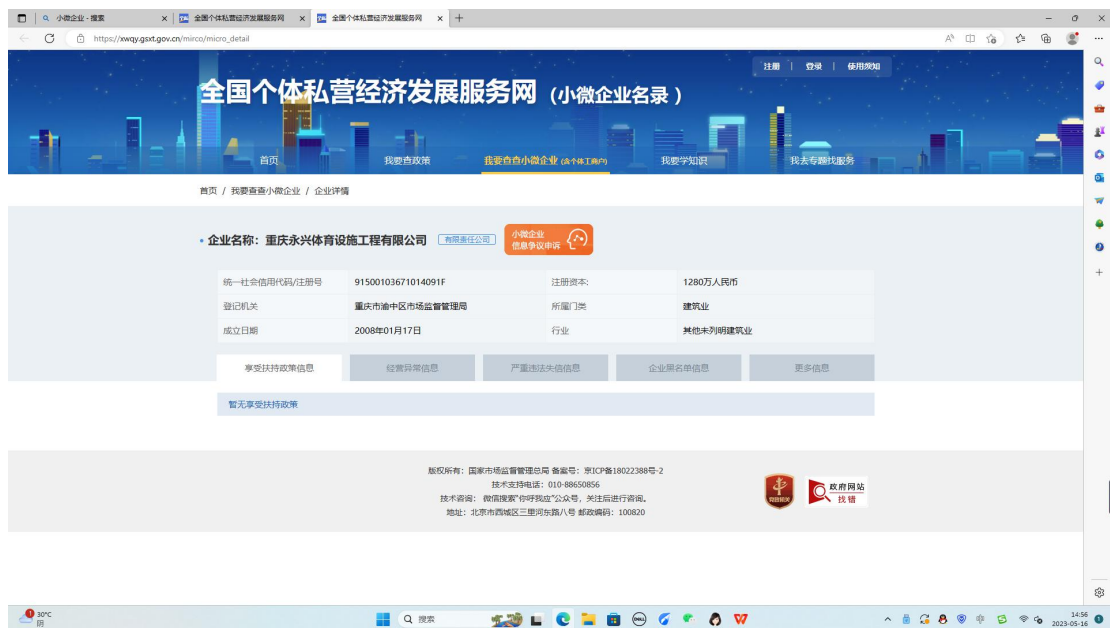 小微企业 - 搜索
全国个体私营经济发展服务网
全国个体私营经济发展服务网
https://xwqy.gsxt.gov.cn/mirco/micro_detail
注册 | 登录 | 使用须知
全国个体私营经济发展服务网（小微企业名录）
首页
我要查政策
我要查查小微企业 (含个体工商户)
我要学知识
我去专题找服务
首页 / 我要查查小微企业 / 企业详情
企业名称：重庆永兴体育设施工程有限公司
有限责任公司
小微企业
信息争议申诉
统一社会信用代码/注册号 91500103671014091F 注册资本: 1280万人民币
登记机关 重庆市渝中区市场监督管理局 所属门类 建筑业
成立日期 2008年01月17日 行业 其他未列明建筑业
享受扶持政策信息 经营异常信息 严重违法失信信息 企业黑名单信息 更多信息
暂无享受扶持政策
版权所有：国家市场监督管理总局 备案号：京ICP备18022388号-2
技术支持电话：010-88650856
技术咨询： 微信搜索“你呼我应”公众号，关注后进行咨询。
地址：北京市西城区三里河东路八号 邮政编码：100820
党政机关
政府网站
找错
30°C
阴
搜索
中
14:56
2023-05-16